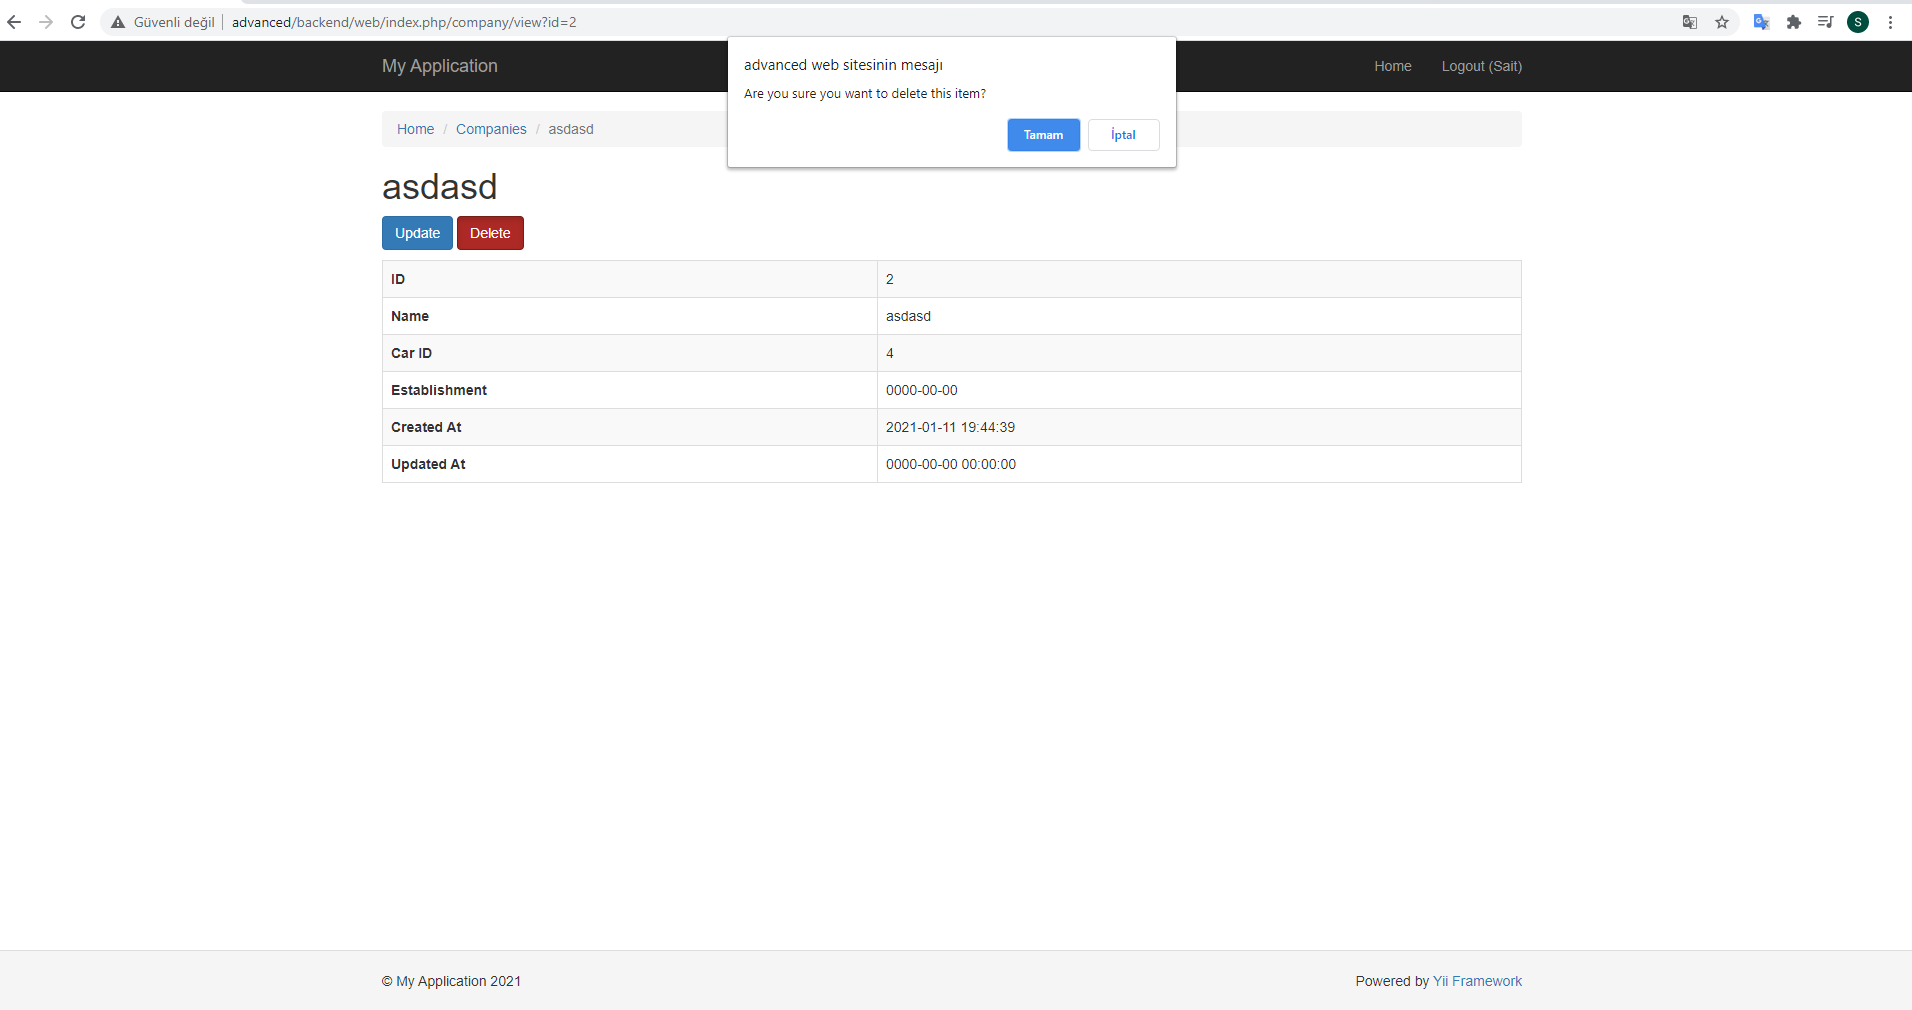 Güvenli değil advanced/backend/web/index.php/company/view?id=2
S
advanced web sitesinin mesajı
Are you sure you want to delete this item?
Tamam İptal
My Application Home Logout (Sait)
Home / Companies / asdasd
asdasd
Update Delete
ID 2
Name asdasd
Car ID 4
Establishment 0000-00-00
Created At 2021-01-11 19:44:39
Updated At 0000-00-00 00:00:00
© My Application 2021 Powered by Yii Framework